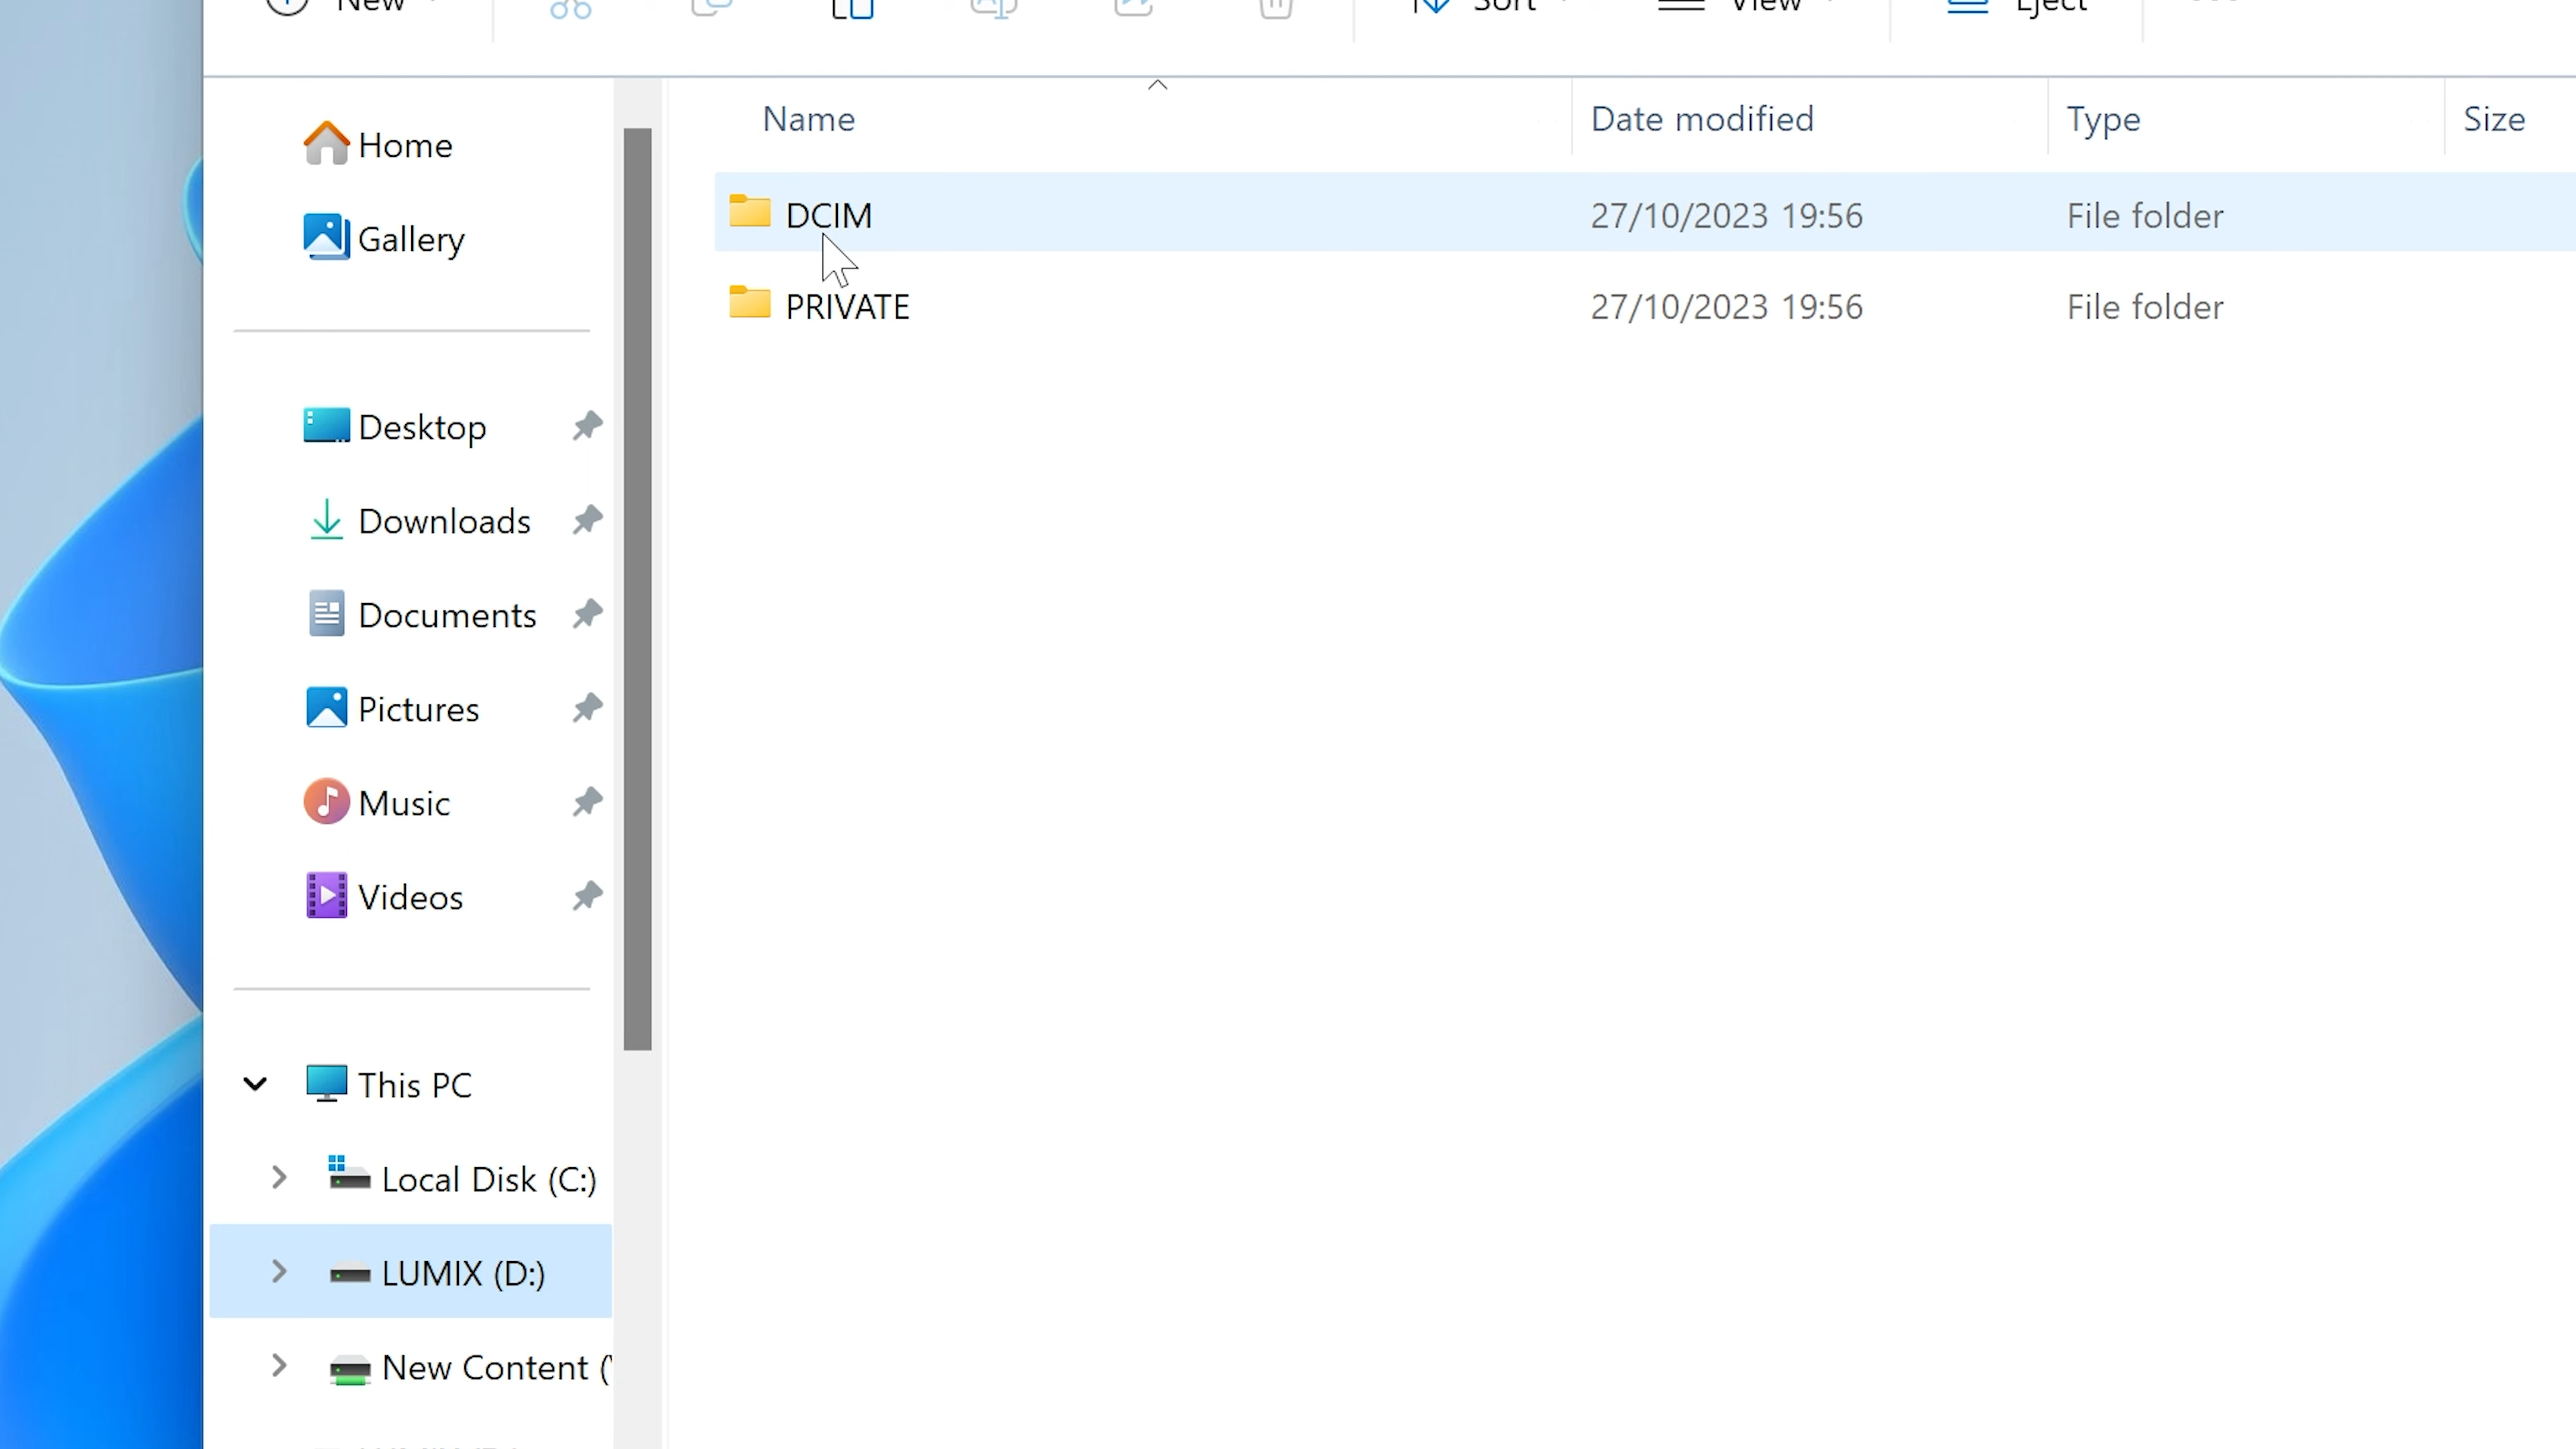 New Sort View Eject
Name Date modified Type Size
DCIM 27/10/2023 19:56 File folder
PRIVATE 27/10/2023 19:56 File folder
Home
Gallery
Desktop
Downloads
Documents
Pictures
Music
Videos
This PC
Local Disk (C:)
LUMIX (D:)
New Content (